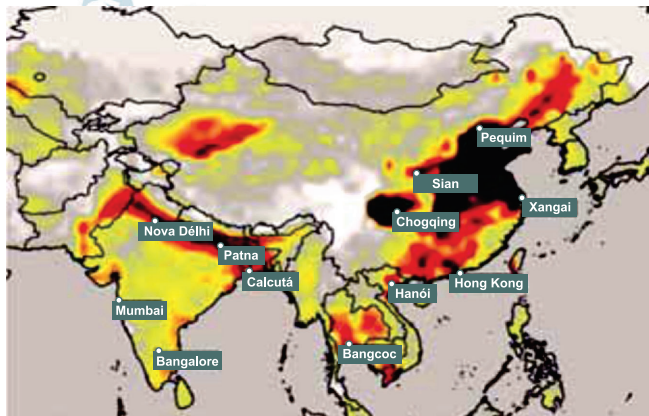 Pequim
Sian
Xangai
Chogqing
Nova Délhi
Patna
Calcutá
Hong Kong
Hanói
Mumbai
Bangcoc
Bangalore